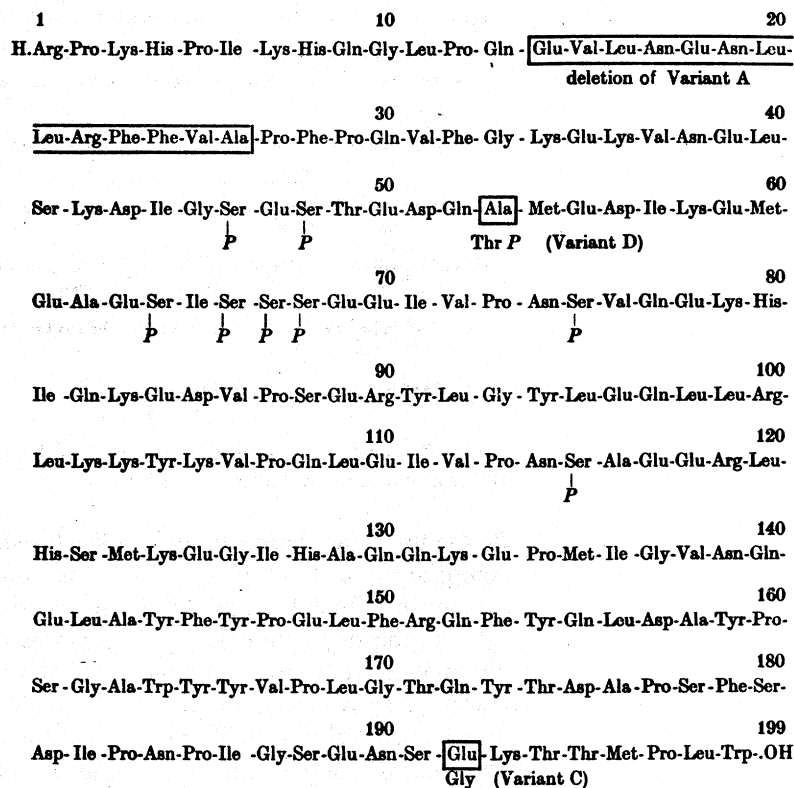 1 10 20
H.Arg-Pro-Lys-His-Pro-Ile-Lys-His-Gln-Gly-Leu-Pro-Gln-Glu-Val-Leu-Asn-Glu-Asn-Leu-
deletion of Variant A
30 40
Leu-Arg-Phe-Phe-Val-Ala-Pro-Phe-Pro-Gln-Val-Phe-Gly-Lys-Glu-Lys-Val-Asn-Glu-Leu-
50 60
Ser-Lys-Asp-Ile-Gly-Ser-Glu-Ser-Thr-Glu-Asp-Gln-Ala-Met-Glu-Asp-Ile-Lys-Glu-Met-
P P Thr P (Variant D)
70 80
Glu-Ala-Glu-Ser-Ile-Ser-Ser-Ser-Glu-Glu-Ile-Val-Pro-Asn-Ser-Val-Gln-Glu-Lys-His-
P P P P P
90 100
Ile-Gln-Lys-Glu-Asp-Val-Pro-Ser-Glu-Arg-Tyr-Leu-Gly-Tyr-Leu-Glu-Gln-Leu-Leu-Arg-
110 120
Leu-Lys-Lys-Tyr-Lys-Val-Pro-Gln-Leu-Glu-Ile-Val-Pro-Asn-Ser-Ala-Glu-Glu-Arg-Leu-
P
130 140
His-Ser-Met-Lys-Glu-Gly-Ile-His-Ala-Gln-Gln-Lys-Glu-Pro-Met-Ile-Gly-Val-Asn-Gln-
150 160
Glu-Leu-Ala-Tyr-Phe-Tyr-Pro-Glu-Leu-Phe-Arg-Gln-Phe-Tyr-Gln-Leu-Asp-Ala-Tyr-Pro-
170 180
Ser-Gly-Ala-Trp-Tyr-Tyr-Val-Pro-Leu-Gly-Thr-Gln-Tyr-Thr-Asp-Ala-Pro-Ser-Phe-Ser-
190 199
Asp-Ile-Pro-Asn-Pro-Ile-Gly-Ser-Glu-Asn-Ser-Glu-Lys-Thr-Thr-Met-Pro-Leu-Trp-.OH
Gly (Variant C)